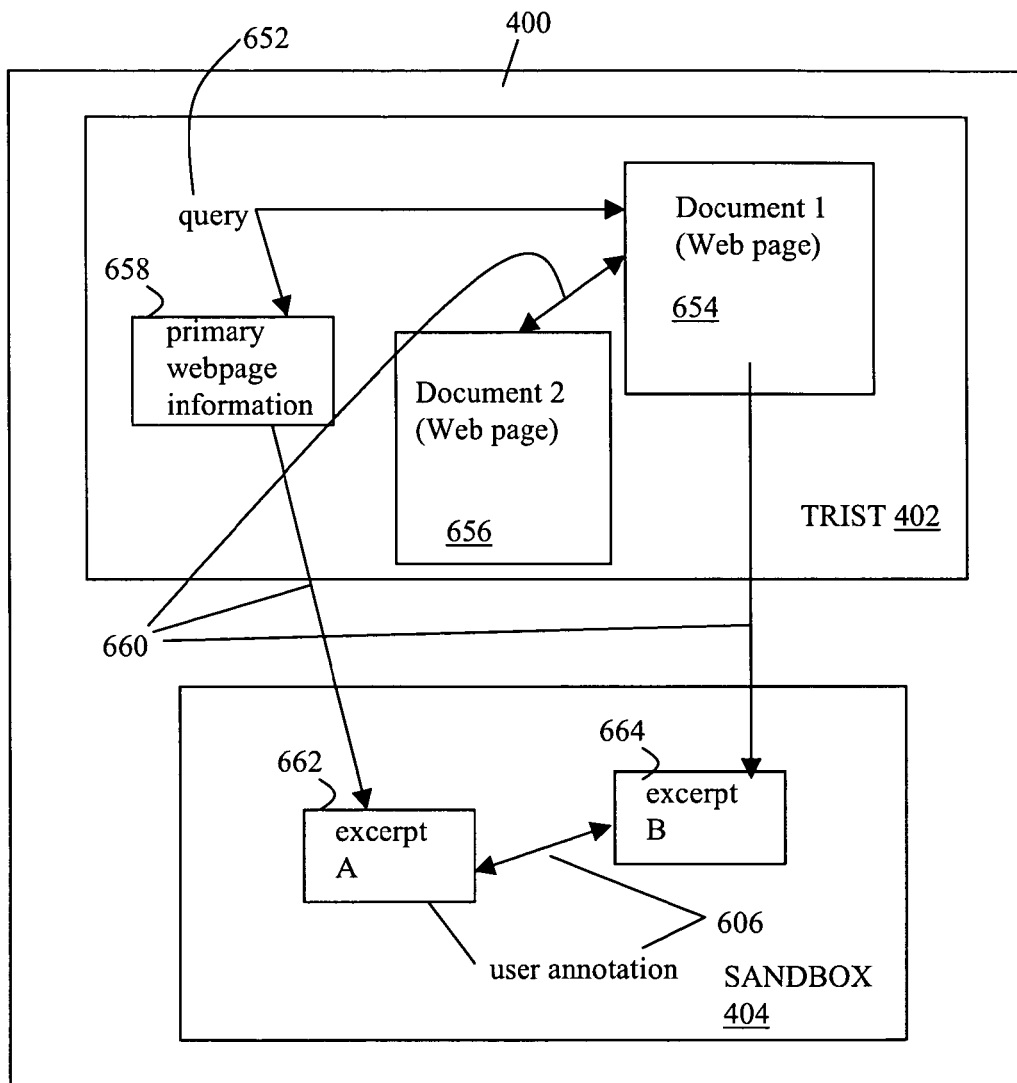 400
652
query
Document 1
(Web page)
654
658
primary
webpage
information
Document 2
(Web page)
656
TRIST 402
660
662
excerpt
A
664
excerpt
B
606
user annotation
SANDBOX
404